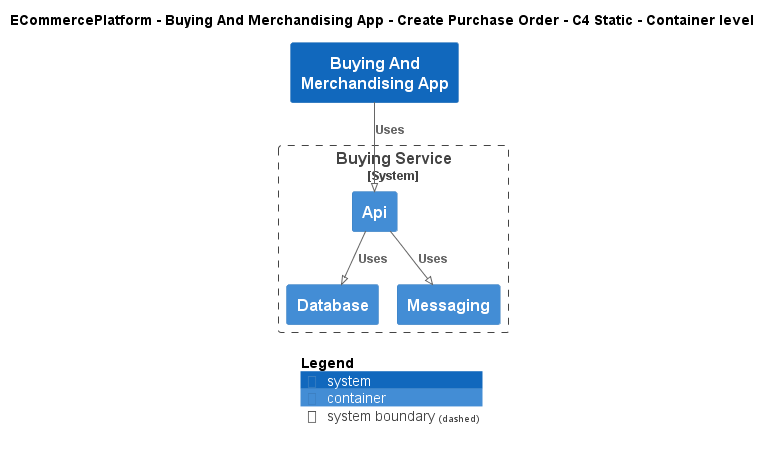 ECommercePlatform - Buying And Merchandising App - Create Purchase Order - C4 Static - Container level
Buying And
Merchandising App
Uses
Buying Service
[System]
Api
Uses
Uses
Database
Messaging
Legend
system
container
system boundary (dashed)